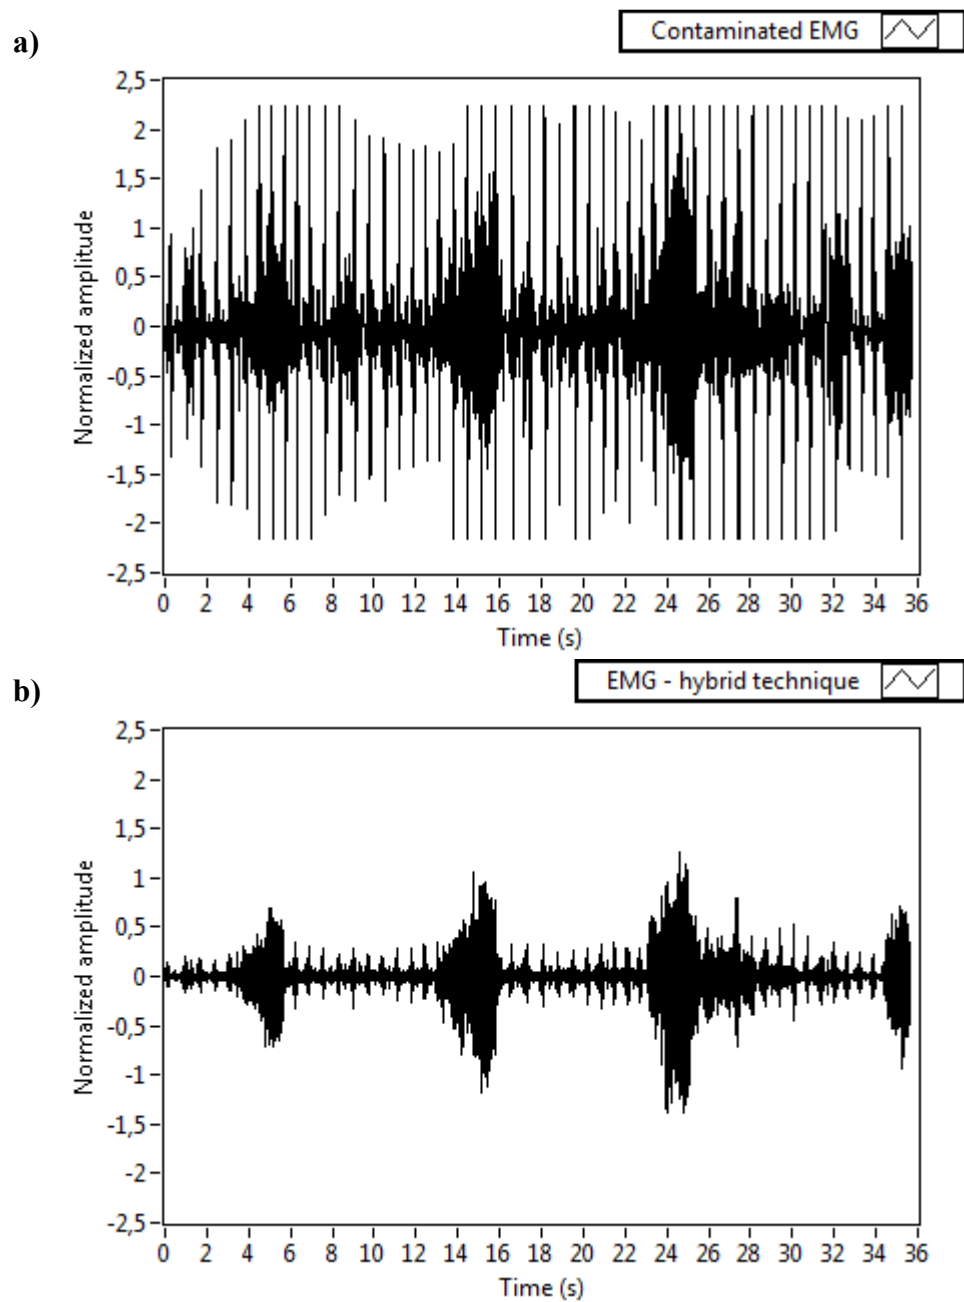 a)
Contaminated EMG
2,5
2
1,5
1
0,5
0
-0,5
-1
-1,5
-2
-2,5
Normalized amplitude
0 2 4 6 8 10 12 14 16 18 20 22 24 26 28 30 32 34 36
Time (s)
b)
EMG - hybrid technique
2,5
2
1,5
1
0,5
0
-0,5
-1
-1,5
-2
-2,5
Normalized amplitude
0 2 4 6 8 10 12 14 16 18 20 22 24 26 28 30 32 34 36
Time (s)